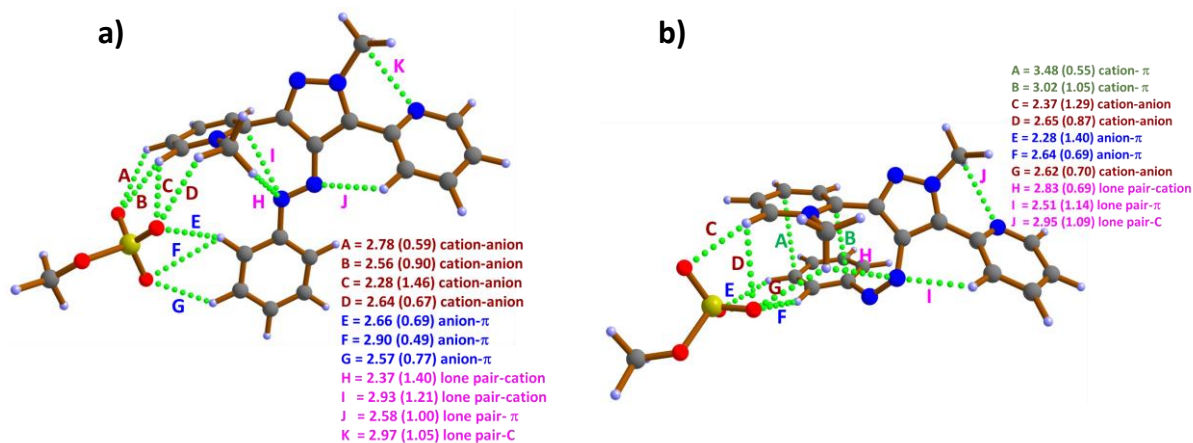 a)
K
I
A
B
C
D
H
J
E
F
G
A = 2.78 (0.59) cation-anion
B = 2.56 (0.90) cation-anion
C = 2.28 (1.46) cation-anion
D = 2.64 (0.67) cation-anion
E = 2.66 (0.69) anion-π
F = 2.90 (0.49) anion-π
G = 2.57 (0.77) anion-π
H = 2.37 (1.40) lone pair-cation
I = 2.93 (1.21) lone pair-cation
J = 2.58 (1.00) lone pair- π
K = 2.97 (1.05) lone pair-C
b)
A = 3.48 (0.55) cation- π
B = 3.02 (1.05) cation- π
C = 2.37 (1.29) cation-anion
D = 2.65 (0.87) cation-anion
E = 2.28 (1.40) anion-π
F = 2.64 (0.69) anion-π
G = 2.62 (0.70) cation-anion
H = 2.83 (0.69) lone pair-cation
I = 2.51 (1.14) lone pair-π
J = 2.95 (1.09) lone pair-C
J
C
A
B
D
H
E
G
I
F